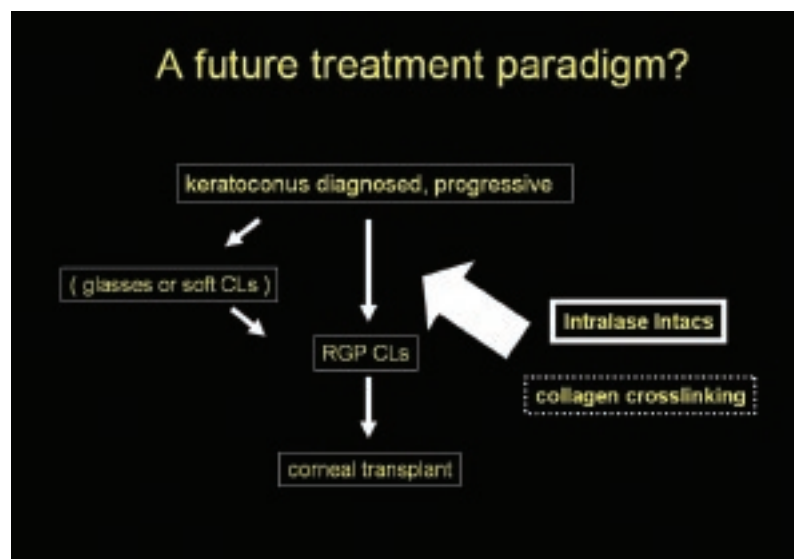 A future treatment paradigm?
keratoconus diagnosed, progressive
( glasses or soft CLs )
Intralase Intacs
RGP CLs
collagen crosslinking
corneal transplant